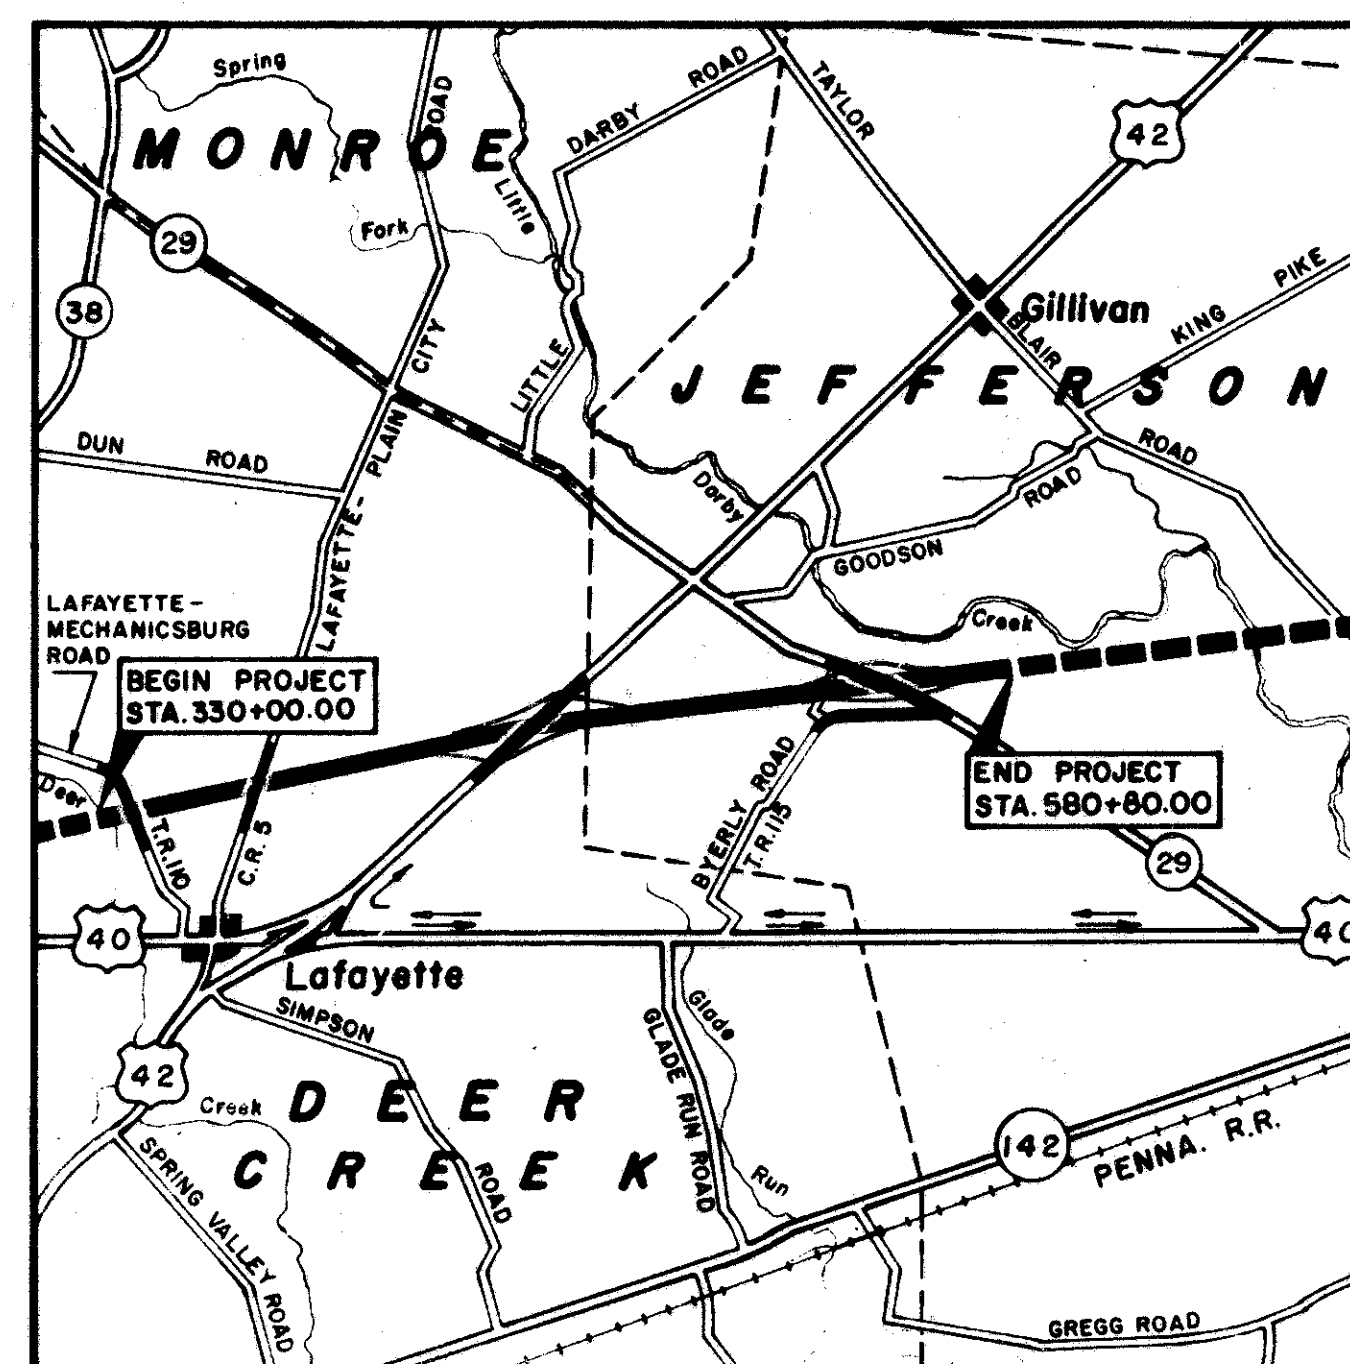 Spring
ROAD
DARBY ROAD
TAYLOR
42
MONROE
Little
Fork
29
38
Gillivan
BLAIR
KING PIKE
CITY
LITTLE
JEFFERSON
DUN ROAD
PLAIN
ROAD
Darby
ROAD
LAFAYETTE-
GOODSON
LAFAYETTE-
MECHANICSBURG
ROAD
Creek
BEGIN PROJECT
STA. 330+00.00
Deer
BYERLY ROAD
T.R. 115
END PROJECT
STA. 580+80.00
T.R. 110
C.R. 5
29
40
40
Lafayette
SIMPSON
Glade
GLADE RUN ROAD
42
Creek
DEER
CREEK
142
PENNA. R.R.
SPRING VALLEY ROAD
ROAD
Run
GREGG ROAD